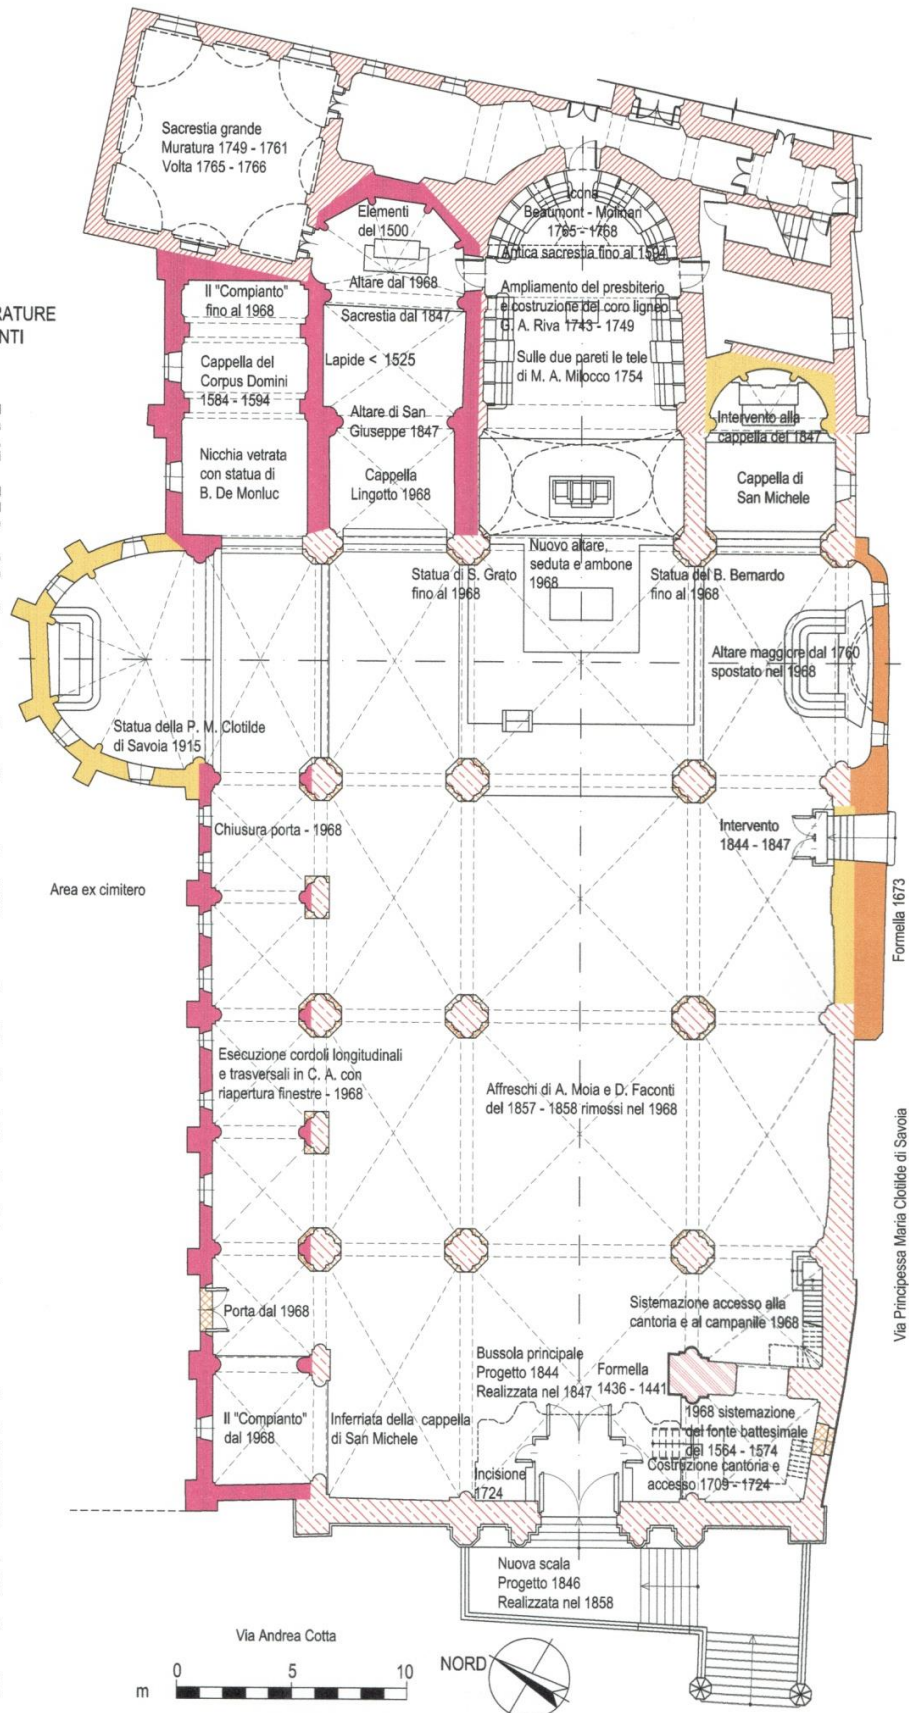 Sacrestia grande
Muratura 1749 - 1761
Volta 1765 - 1766
Elementi
del 1500
Icona
Beaumont - Molinari
1765 - 1768
Antica sacrestia fino al 1594
Altare dal 1968
Il "Compianto"
fino al 1968
Sacrestia dal 1847
Ampliamento del presbiterio
e costruzione del coro ligneo
G. A. Riva 1743 - 1749
RATURE
NTI
Cappella del
Corpus Domini
1584 - 1594
Lapide < 1525
Sulle due pareti le tele
di M. A. Milocco 1754
Altare di San
Giuseppe 1847
Intervento alla
cappella del 1847
Nicchia vetrata
con statua di
B. De Monluc
Cappella
Lingotto 1968
Cappella di
San Michele
Nuovo altare,
seduta e ambone
1968
Statua di S. Grato
fino al 1968
Statua del B. Bernardo
fino al 1968
Altare maggiore dal 1760
spostato nel 1968
Statua della P. M. Clotilde
di Savoia 1915
Chiusura porta - 1968
Intervento
1844 - 1847
Area ex cimitero
Formella 1673
Esecuzione cordoli longitudinali
e trasversali in C. A. con
riapertura finestre - 1968
Affreschi di A. Moia e D. Faconti
del 1857 - 1858 rimossi nel 1968
Via Principessa Maria Clotilde di Savoia
Porta dal 1968
Sistemazione accesso alla
cantoria e al campanile 1968
Bussola principale
Progetto 1844
Realizzata nel 1847
Formella
1436 - 1441
Il "Compianto"
dal 1968
Inferriata della cappella
di San Michele
1968 sistemazione
del fonte battesimale
del 1564 - 1574
Costruzione cantoria e
accesso 1709 - 1724
Incisione
1724
Nuova scala
Progetto 1846
Realizzata nel 1858
Via Andrea Cotta
NORD
m
0 5 10